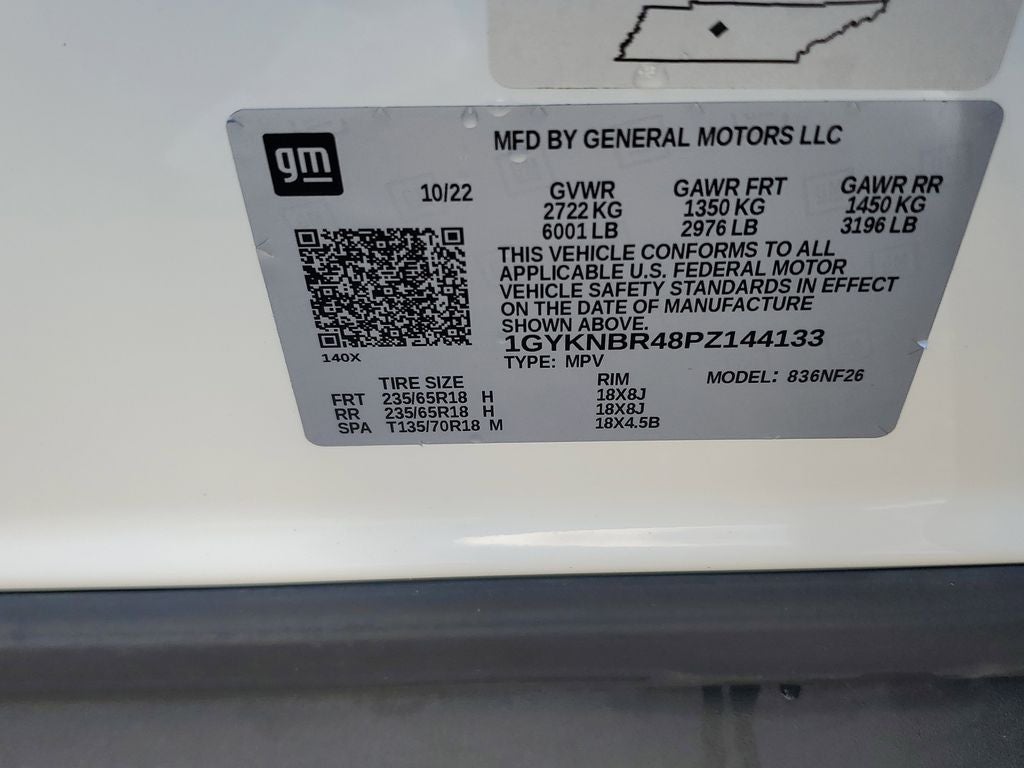 gm
MFD BY GENERAL MOTORS LLC
10/22 GVWR GAWR FRT GAWR RR
2722 KG 1350 KG 1450 KG
6001 LB 2976 LB 3196 LB
THIS VEHICLE CONFORMS TO ALL
APPLICABLE U.S. FEDERAL MOTOR
VEHICLE SAFETY STANDARDS IN EFFECT
ON THE DATE OF MANUFACTURE
SHOWN ABOVE.
1GYKNBR48PZ144133
140X
TYPE: MPV
TIRE SIZE RIM MODEL: 836NF26
FRT 235/65R18 H 18X8J
RR 235/65R18 H 18X8J
SPA T135/70R18 M 18X4.5B